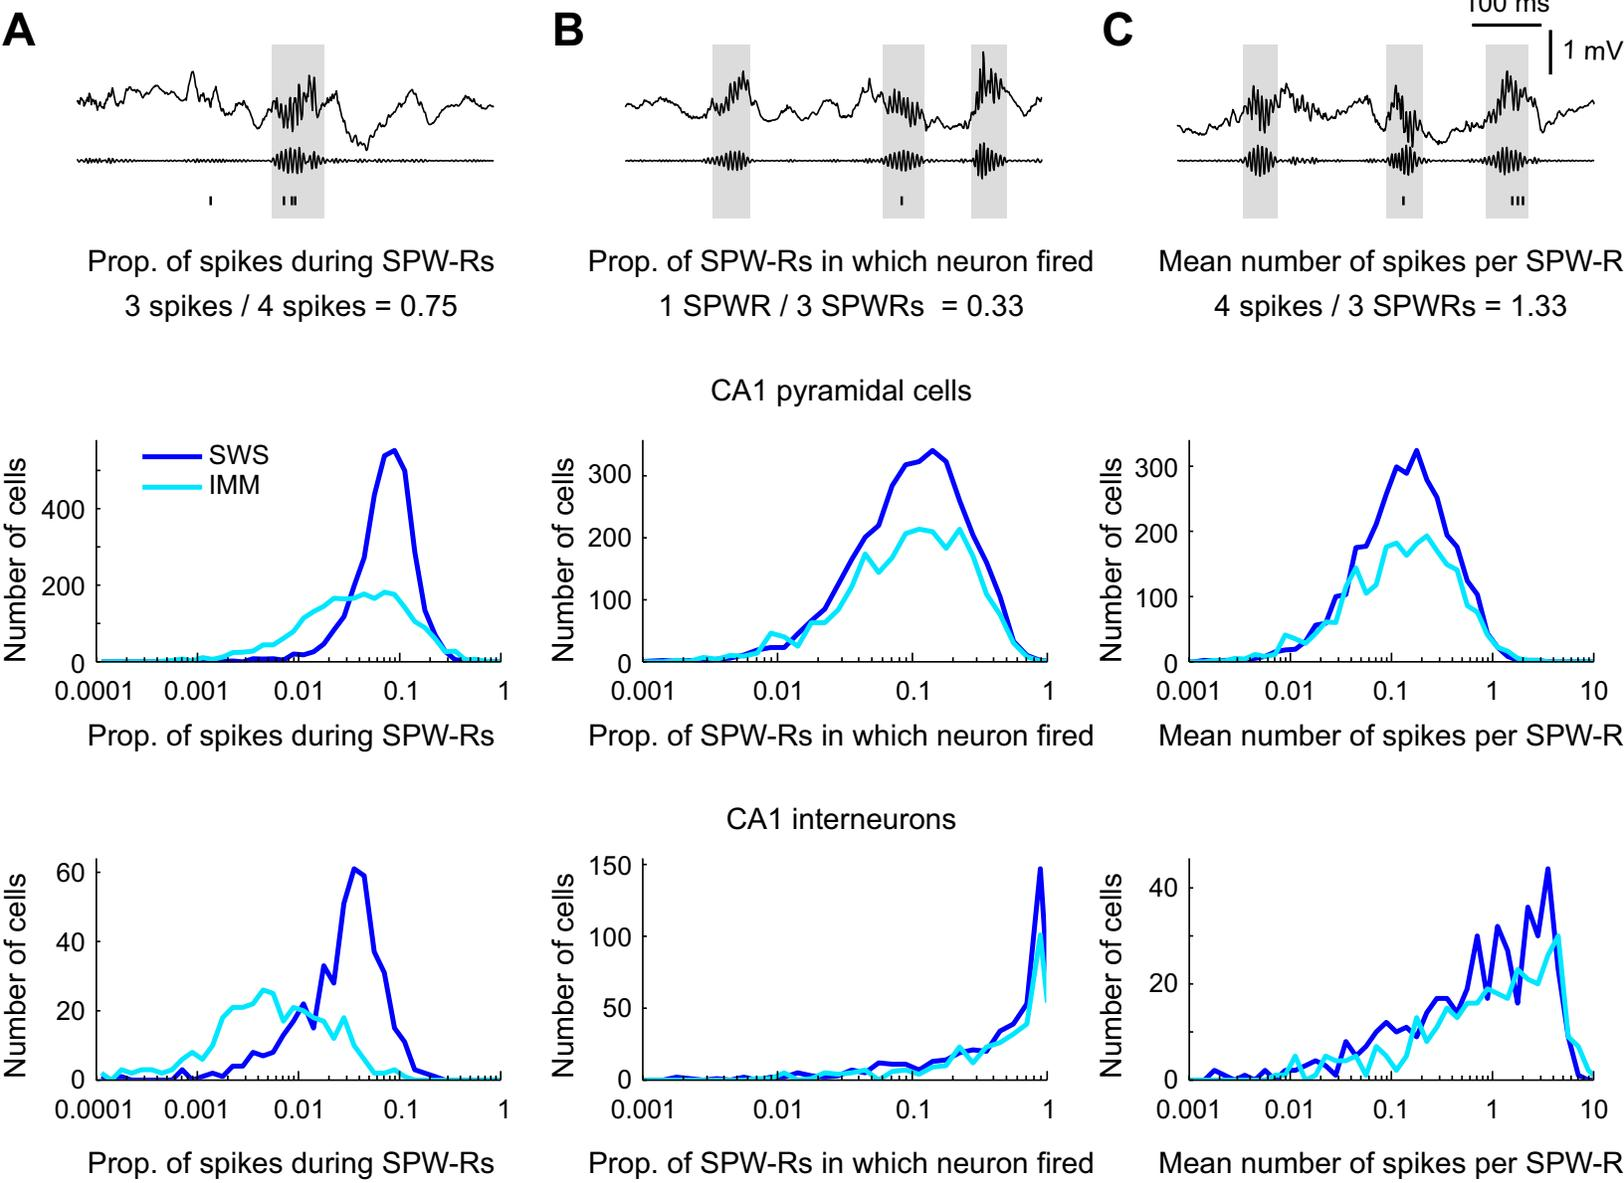 A
B
C
100 ms
1 mV
Prop. of spikes during SPW-Rs
3 spikes / 4 spikes = 0.75
Prop. of SPW-Rs in which neuron fired
1 SPWR / 3 SPWRs = 0.33
Mean number of spikes per SPW-R
4 spikes / 3 SPWRs = 1.33
CA1 pyramidal cells
Number of cells
SWS
IMM
400
200
0
0.0001 0.001 0.01 0.1 1
Prop. of spikes during SPW-Rs
Number of cells
300
200
100
0
0.001 0.01 0.1 1
Prop. of SPW-Rs in which neuron fired
Number of cells
300
200
100
0
0.001 0.01 0.1 1 10
Mean number of spikes per SPW-R
CA1 interneurons
Number of cells
60
40
20
0
0.0001 0.001 0.01 0.1 1
Prop. of spikes during SPW-Rs
Number of cells
150
100
50
0
0.001 0.01 0.1 1
Prop. of SPW-Rs in which neuron fired
Number of cells
40
20
0
0.001 0.01 0.1 1 10
Mean number of spikes per SPW-R